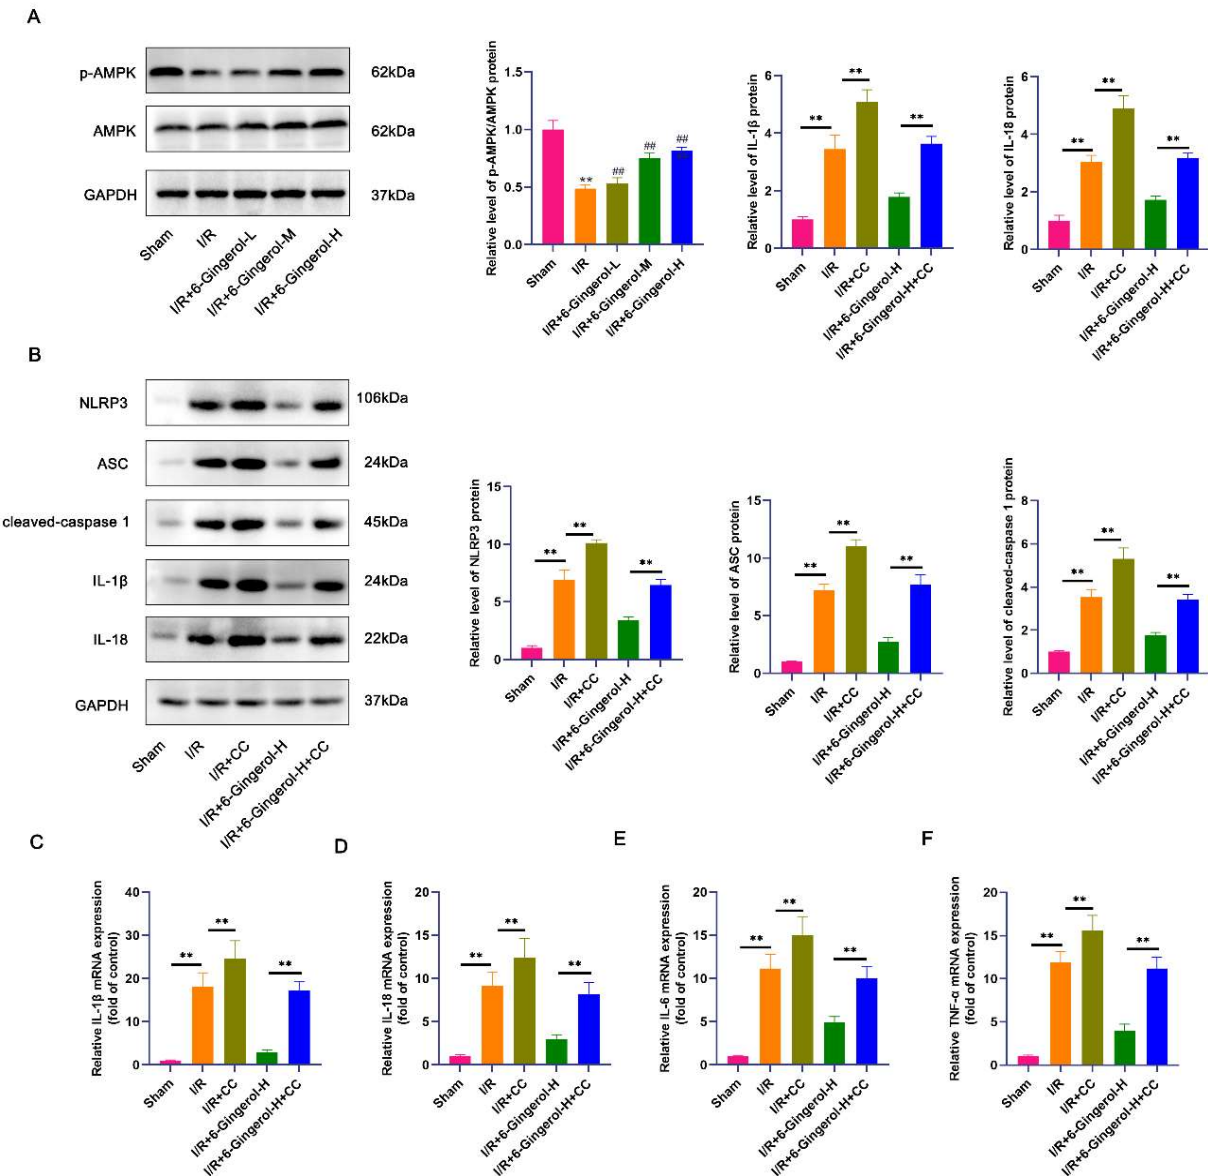 A
p-AMPK
62kDa
AMPK
62kDa
GAPDH
37kDa
Sham
I/R
I/R+6-Gingerol-L
I/R+6-Gingerol-M
I/R+6-Gingerol-H
Relative level of p-AMPK/AMPK protein
1.5
1.0
0.5
0.0
**
##
##
##
Sham
I/R
I/R+6-Gingerol-L
I/R+6-Gingerol-M
I/R+6-Gingerol-H
Relative level of IL-1β protein
6
4
2
0
**
**
**
Sham
I/R
I/R+CC
I/R+6-Gingerol-H
I/R+6-Gingerol-H+CC
Relative level of IL-18 protein
6
4
2
0
**
**
**
Sham
I/R
I/R+CC
I/R+6-Gingerol-H
I/R+6-Gingerol-H+CC
B
NLRP3
106kDa
ASC
24kDa
cleaved-caspase 1
45kDa
IL-1β
24kDa
IL-18
22kDa
GAPDH
37kDa
Sham
I/R
I/R+CC
I/R+6-Gingerol-H
I/R+6-Gingerol-H+CC
Relative level of NLRP3 protein
15
10
5
0
**
**
**
Sham
I/R
I/R+CC
I/R+6-Gingerol-H
I/R+6-Gingerol-H+CC
Relative level of ASC protein
15
10
5
0
**
**
**
Sham
I/R
I/R+CC
I/R+6-Gingerol-H
I/R+6-Gingerol-H+CC
Relative level of cleaved-caspase 1 protein
8
6
4
2
0
**
**
**
Sham
I/R
I/R+CC
I/R+6-Gingerol-H
I/R+6-Gingerol-H+CC
C
Relative IL-1β mRNA expression
(fold of control)
40
30
20
10
0
**
**
**
Sham
I/R
I/R+CC
I/R+6-Gingerol-H
I/R+6-Gingerol-H+CC
D
Relative IL-18 mRNA expression
(fold of control)
20
15
10
5
0
**
**
**
Sham
I/R
I/R+CC
I/R+6-Gingerol-H
I/R+6-Gingerol-H+CC
E
Relative IL-6 mRNA expression
(fold of control)
20
15
10
5
0
**
**
**
Sham
I/R
I/R+CC
I/R+6-Gingerol-H
I/R+6-Gingerol-H+CC
F
Relative TNF-α mRNA expression
(fold of control)
20
15
10
5
0
**
**
**
Sham
I/R
I/R+CC
I/R+6-Gingerol-H
I/R+6-Gingerol-H+CC